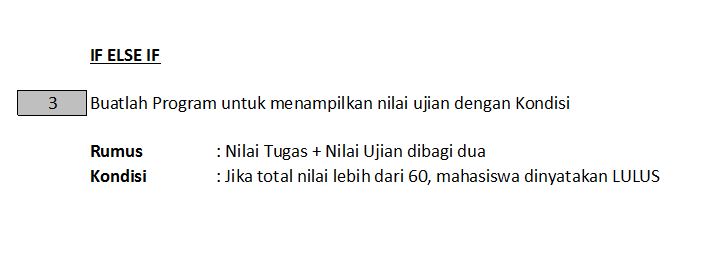 IF ELSE IF
3 Buatlah Program untuk menampilkan nilai ujian dengan Kondisi
Rumus : Nilai Tugas + Nilai Ujian dibagi dua
Kondisi : Jika total nilai lebih dari 60, mahasiswa dinyatakan LULUS